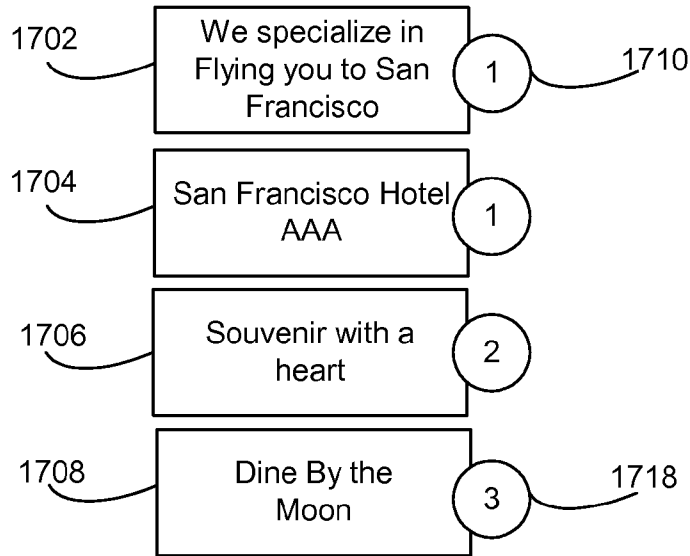 1702
We specialize in
Flying you to San
Francisco
1
1710
1704
San Francisco Hotel
AAA
1
1706
Souvenir with a
heart
2
1708
Dine By the
Moon
3
1718